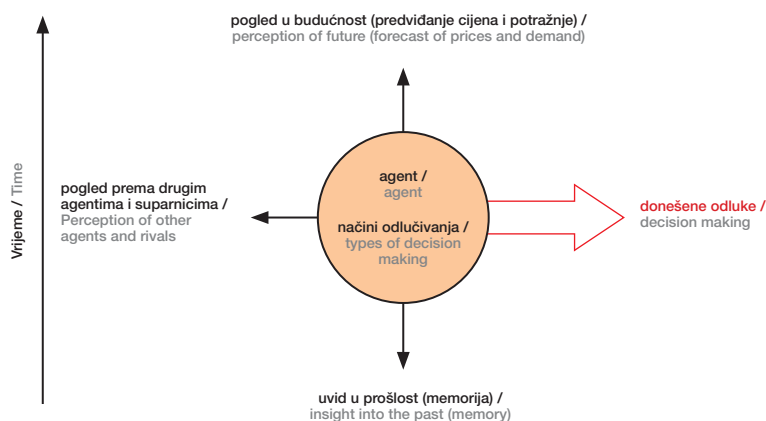 pogled u budućnost (predviđanje cijena i potražnje) /
perception of future (forecast of prices and demand)
Vrijeme / Time
pogled prema drugim
agentima i suparnicima /
Perception of other
agents and rivals
agent /
agent
načini odlučivanja /
types of decision
making
donešene odluke /
decision making
uvid u prošlost (memorija) /
insight into the past (memory)